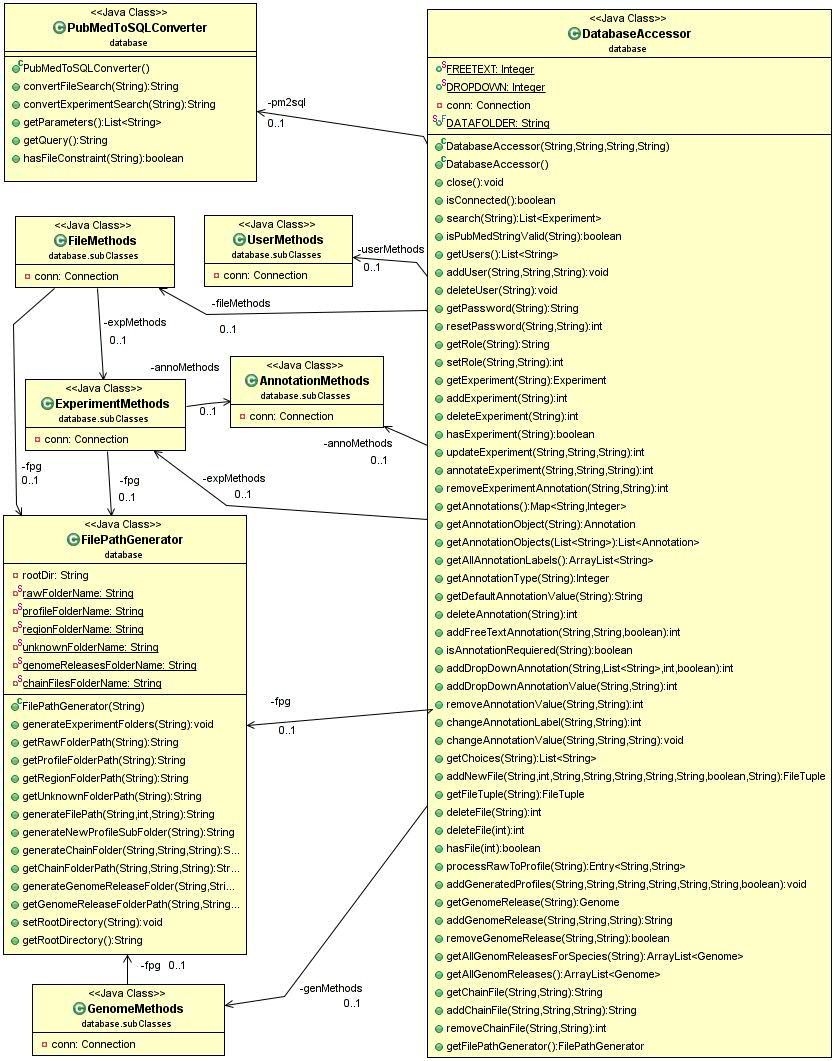 <<Java Class>>
PubMedToSQLConverter
database
PubMedToSQLConverter()
convertFileSearch(String):String
convertExperimentSearch(String):String
getParameters():List<String>
getQuery():String
hasFileConstraint(String):boolean
-pm2sql
0..1
<<Java Class>>
FileMethods
database.subClasses
conn: Connection
<<Java Class>>
UserMethods
database.subClasses
conn: Connection
-userMethods
0..1
-fileMethods
0..1
-expMethods
0..1
-annoMethods
0..1
<<Java Class>>
ExperimentMethods
database.subClasses
conn: Connection
<<Java Class>>
AnnotationMethods
database.subClasses
conn: Connection
-annoMethods
0..1
-fpg
0..1
-fpg
0..1
-expMethods
0..1
<<Java Class>>
FilePathGenerator
database
rootDir: String
rawFolderName: String
profileFolderName: String
regionFolderName: String
unknownFolderName: String
genomeReleasesFolderName: String
chainFilesFolderName: String
FilePathGenerator(String)
generateExperimentFolders(String):void
getRawFolderPath(String):String
getProfileFolderPath(String):String
getRegionFolderPath(String):String
getUnknownFolderPath(String):String
generateFilePath(String,int,String):String
generateNewProfileSubFolder(String):String
generateChainFolder(String,String,String):S...
getChainFolderPath(String,String,String):Str...
generateGenomeReleaseFolder(String,Stri...
getGenomeReleaseFolderPath(String,String...
setRootDirectory(String):void
getRootDirectory():String
-fpg
0..1
-fpg 0..1
<<Java Class>>
GenomeMethods
database.subClasses
conn: Connection
-genMethods
0..1
<<Java Class>>
DatabaseAccessor
database
FREETEXT: Integer
DROPDOWN: Integer
conn: Connection
DATAFOLDER: String
DatabaseAccessor(String,String,String,String)
DatabaseAccessor()
close():void
isConnected():boolean
search(String):List<Experiment>
isPubMedStringValid(String):boolean
getUsers():List<String>
addUser(String,String,String):void
deleteUser(String):void
getPassword(String):String
resetPassword(String,String):int
getRole(String):String
setRole(String,String):int
getExperiment(String):Experiment
addExperiment(String):int
deleteExperiment(String):int
hasExperiment(String):boolean
updateExperiment(String,String,String):int
annotateExperiment(String,String,String):int
removeExperimentAnnotation(String,String):int
getAnnotations():Map<String,Integer>
getAnnotationObject(String):Annotation
getAnnotationObjects(List<String>):List<Annotation>
getAllAnnotationLabels():ArrayList<String>
getAnnotationType(String):Integer
getDefaultAnnotationValue(String):String
deleteAnnotation(String):int
addFreeTextAnnotation(String,String,boolean):int
isAnnotationRequiered(String):boolean
addDropDownAnnotation(String,List<String>,int,boolean):int
addDropDownAnnotationValue(String,String):int
removeAnnotationValue(String,String):int
changeAnnotationLabel(String,String):int
changeAnnotationValue(String,String,String):void
getChoices(String):List<String>
addNewFile(String,int,String,String,String,String,String,boolean,String):FileTuple
getFileTuple(String):FileTuple
deleteFile(String):int
deleteFile(int):int
hasFile(int):boolean
processRawToProfile(String):Entry<String,String>
addGeneratedProfiles(String,String,String,String,String,String,boolean):void
getGenomeRelease(String):Genome
addGenomeRelease(String,String,String):String
removeGenomeRelease(String,String):boolean
getAllGenomReleasesForSpecies(String):ArrayList<Genome>
getAllGenomReleases():ArrayList<Genome>
getChainFile(String,String):String
addChainFile(String,String,String):String
removeChainFile(String,String):int
getFilePathGenerator():FilePathGenerator